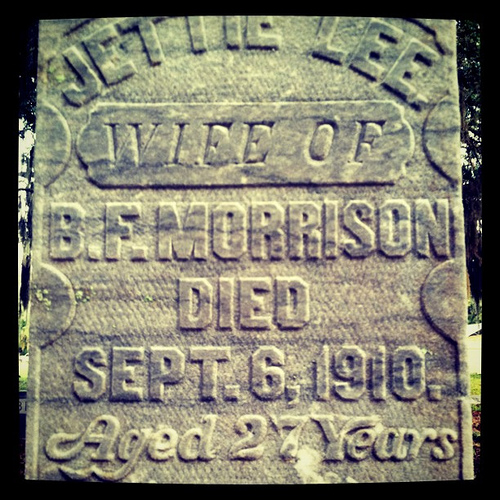 JETTIE LEE.
WIFE OF
B.F. MORRISON
DIED
SEPT. 6, 1910.
Aged 27 Years